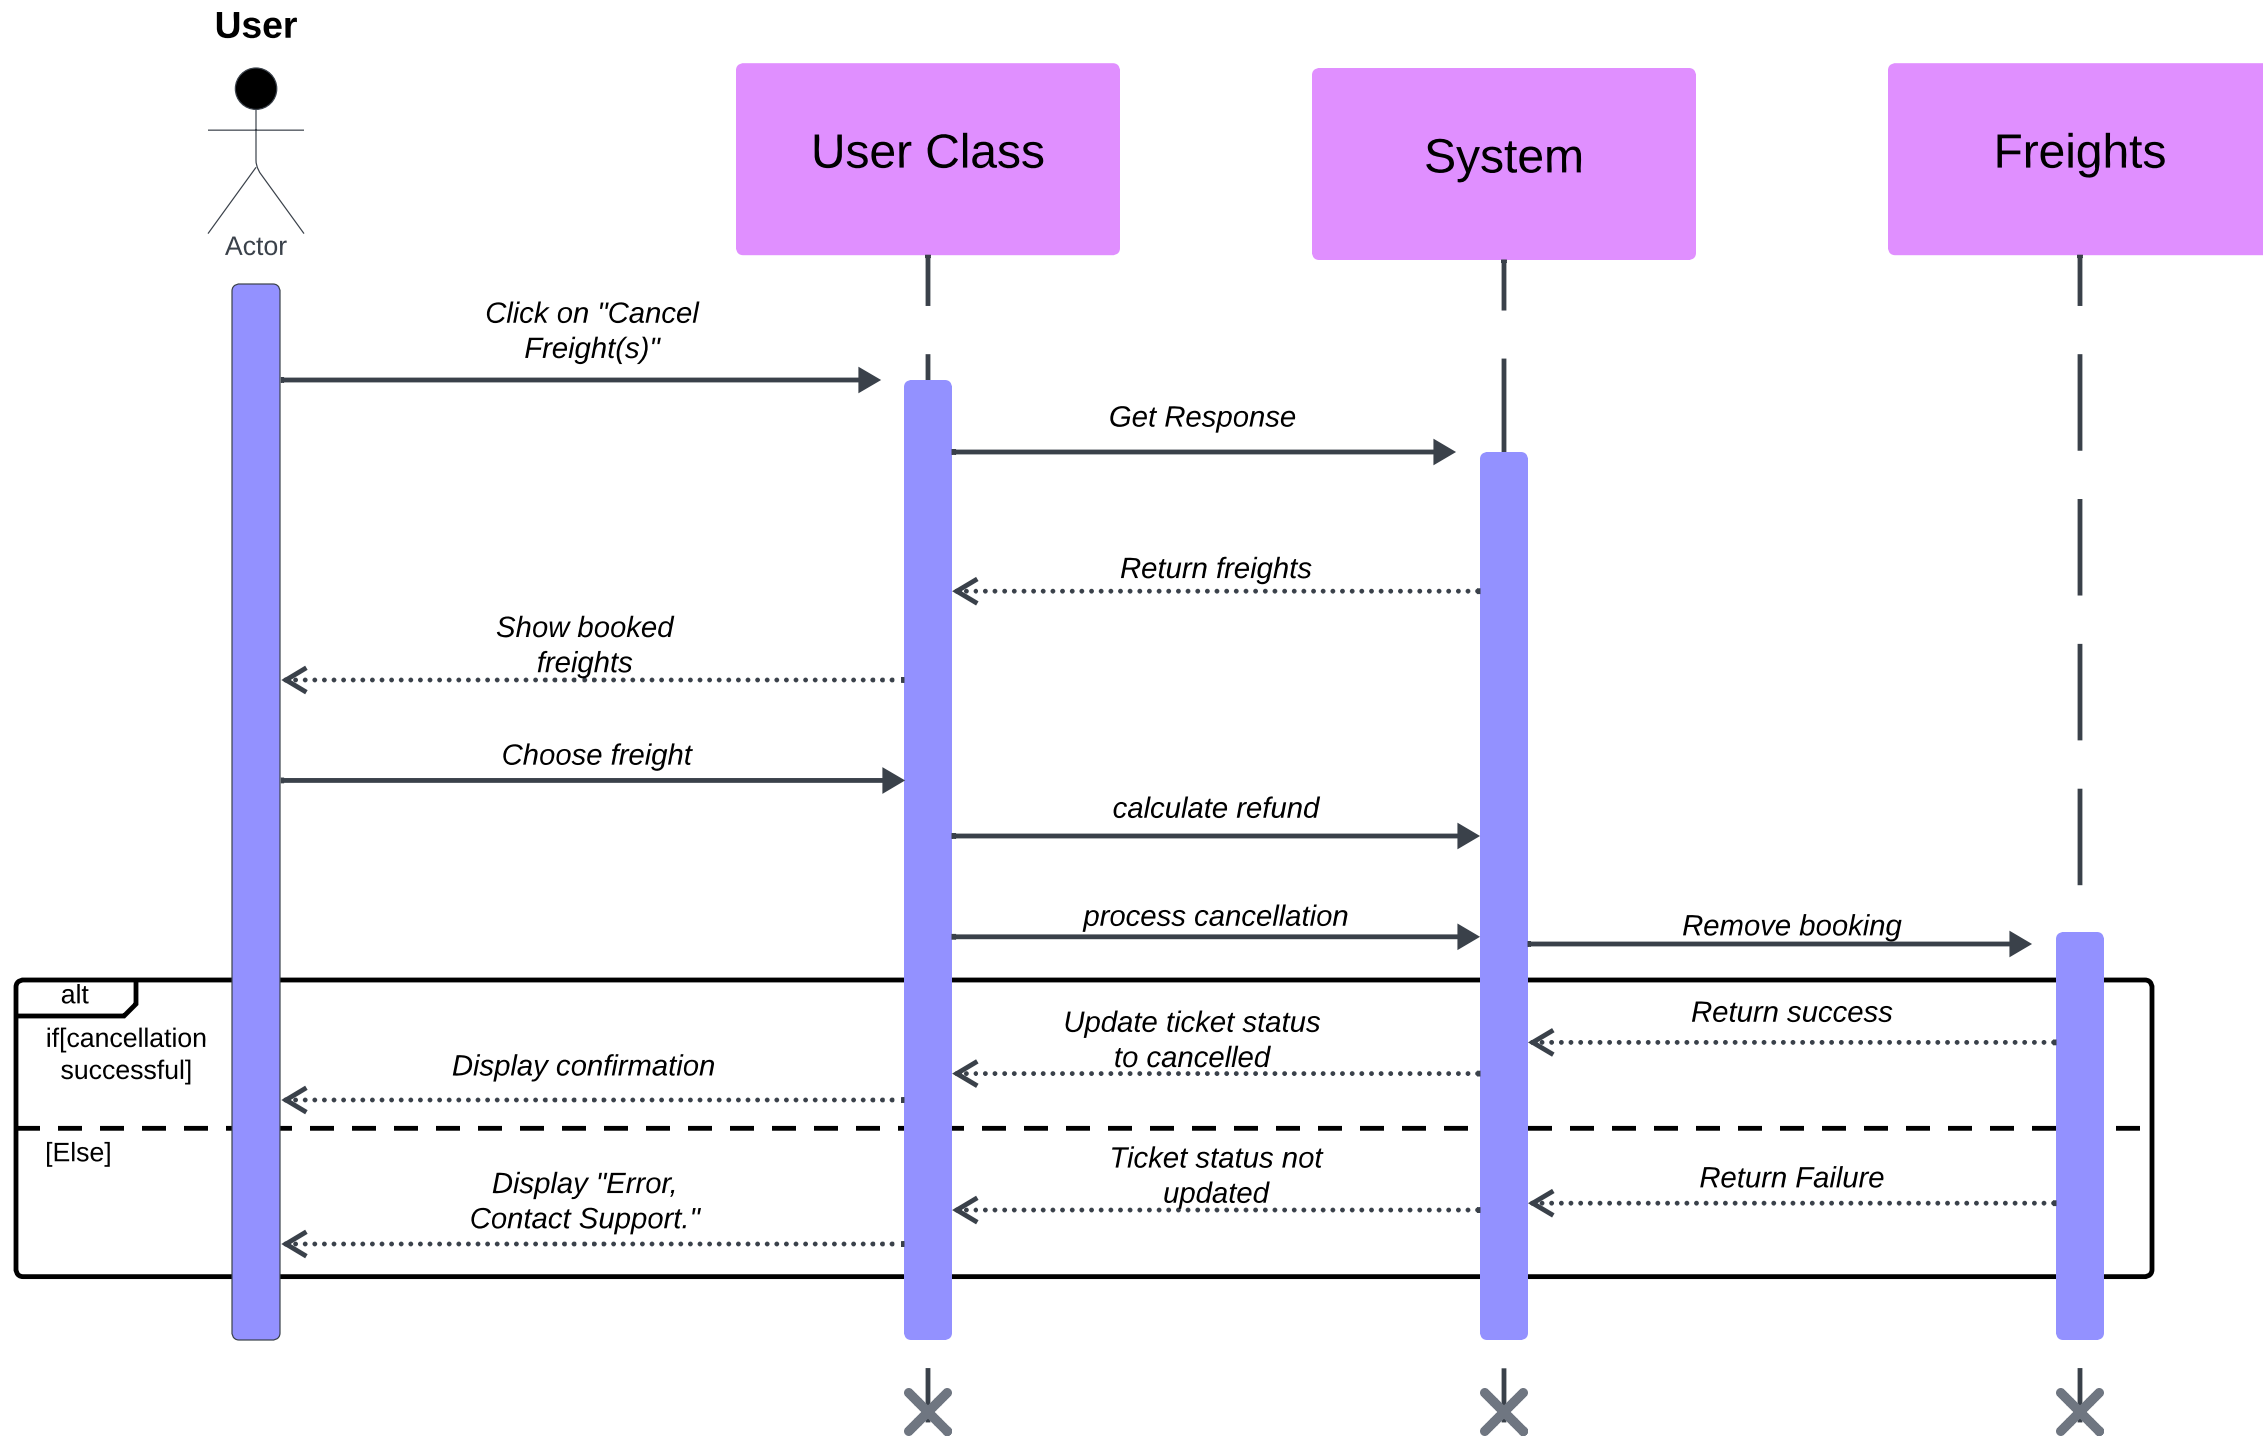 User
Actor
User Class
System
Freights
Click on "Cancel
Freight(s)"
Get Response
Return freights
Show booked
freights
Choose freight
calculate refund
process cancellation
Remove booking
alt
if[cancellation
successful]
Return success
Update ticket status
to cancelled
Display confirmation
[Else]
Ticket status not
updated
Return Failure
Display "Error,
Contact Support."